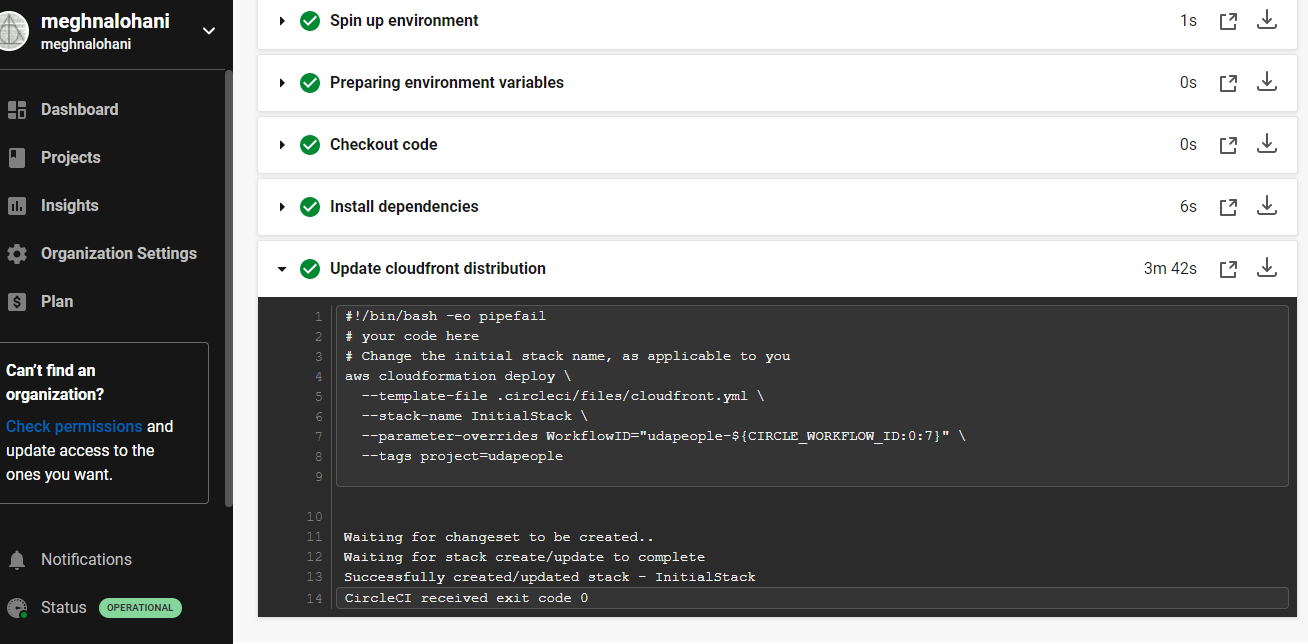 meghnalohani
meghnalohani
Dashboard
Projects
Insights
Organization Settings
Plan
Can't find an
organization?
Check permissions and
update access to the
ones you want.
Notifications
Status OPERATIONAL
Spin up environment 1s
Preparing environment variables 0s
Checkout code 0s
Install dependencies 6s
Update cloudfront distribution 3m 42s
1 #!/bin/bash -eo pipefail
2 # your code here
3 # Change the initial stack name, as applicable to you
4 aws cloudformation deploy \
5 --template-file .circleci/files/cloudfront.yml \
6 --stack-name InitialStack \
7 --parameter-overrides WorkflowID="udapeople-${CIRCLE_WORKFLOW_ID:0:7}" \
8 --tags project=udapeople
9
10
11 Waiting for changeset to be created..
12 Waiting for stack create/update to complete
13 Successfully created/updated stack - InitialStack
14 CircleCI received exit code 0